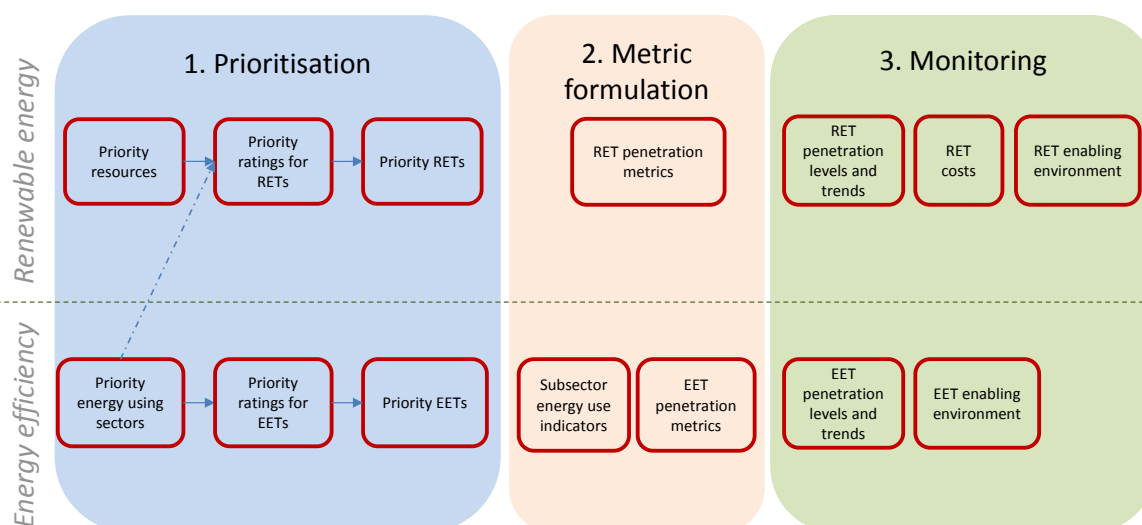 1. Prioritisation
2. Metric
formulation
3. Monitoring
Renewable energy
Priority
resources
Priority
ratings for
RETs
Priority RETs
RET penetration
metrics
RET
penetration
levels and
trends
RET
costs
RET enabling
environment
Energy efficiency
Priority
energy using
sectors
Priority
ratings for
EETs
Priority EETs
Subsector
energy use
indicators
EET
penetration
metrics
EET
penetration
levels and
trends
EET enabling
environment